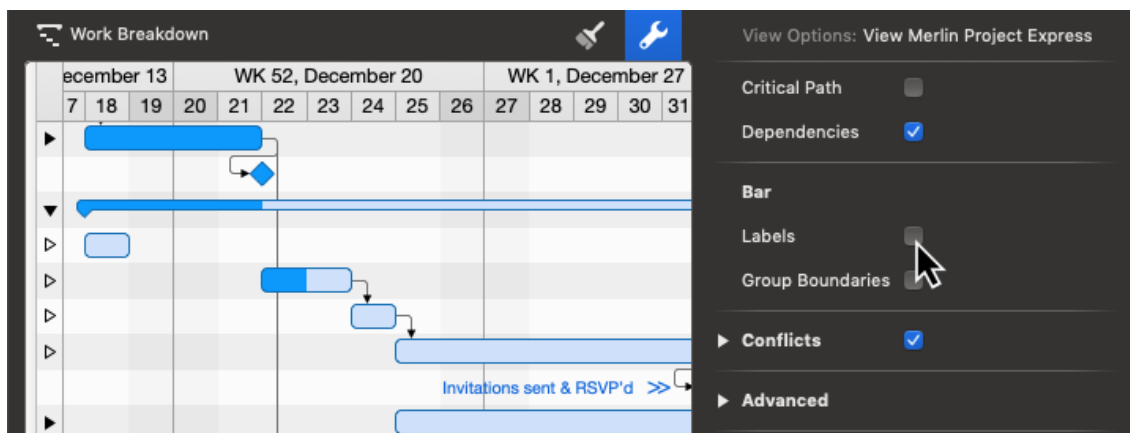 Work Breakdown
View Options: View Merlin Project Express
ecember 13 WK 52, December 20 WK 1, December 27
7 18 19 20 21 22 23 24 25 26 27 28 29 30 31
Critical Path
Dependencies
Bar
Labels
Group Boundaries
Conflicts
Invitations sent & RSVP'd >>
Advanced